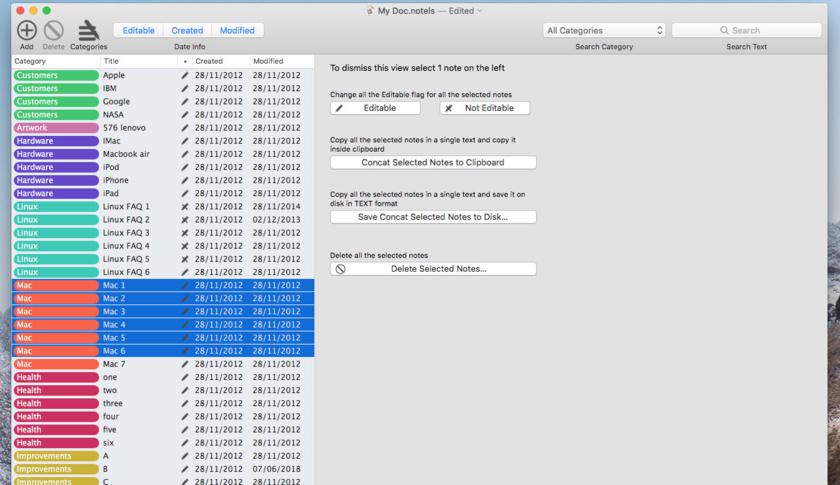 My Doc.notels — Edited
Add
Delete
Categories
Editable Created Modified
Date Info
All Categories
Search Category
Search
Search Text
Category Title • Created Modified
Customers Apple 28/11/2012 28/11/2012
Customers IBM 28/11/2012 28/11/2012
Customers Google 28/11/2012 28/11/2012
Customers NASA 28/11/2012 28/11/2012
Artwork 576 lenovo 28/11/2012 28/11/2012
Hardware IMac 28/11/2012 28/11/2012
Hardware Macbook air 28/11/2012 28/11/2012
Hardware iPod 28/11/2012 28/11/2012
Hardware iPhone 28/11/2012 28/11/2012
Hardware iPad 28/11/2012 28/11/2012
Linux Linux FAQ 1 28/11/2012 28/11/2014
Linux Linux FAQ 2 28/11/2012 02/12/2013
Linux Linux FAQ 3 28/11/2012 28/11/2012
Linux Linux FAQ 4 28/11/2012 28/11/2012
Linux Linux FAQ 5 28/11/2012 28/11/2012
Linux Linux FAQ 6 28/11/2012 28/11/2012
Mac Mac 1 28/11/2012 28/11/2012
Mac Mac 2 28/11/2012 28/11/2012
Mac Mac 3 28/11/2012 28/11/2012
Mac Mac 4 28/11/2012 28/11/2012
Mac Mac 5 28/11/2012 28/11/2012
Mac Mac 6 28/11/2012 28/11/2012
Mac Mac 7 28/11/2012 28/11/2012
Health one 28/11/2012 28/11/2012
Health two 28/11/2012 28/11/2012
Health three 28/11/2012 28/11/2012
Health four 28/11/2012 28/11/2012
Health five 28/11/2012 28/11/2012
Health six 28/11/2012 28/11/2012
Improvements A 28/11/2012 28/11/2012
Improvements B 28/11/2012 07/06/2018
Improvements C 28/11/2012 28/11/2012
To dismiss this view select 1 note on the left
Change all the Editable flag for all the selected notes
Editable Not Editable
Copy all the selected notes in a single text and copy it
inside clipboard
Concat Selected Notes to Clipboard
Copy all the selected notes in a single text and save it on
disk in TEXT format
Save Concat Selected Notes to Disk...
Delete all the selected notes
Delete Selected Notes...